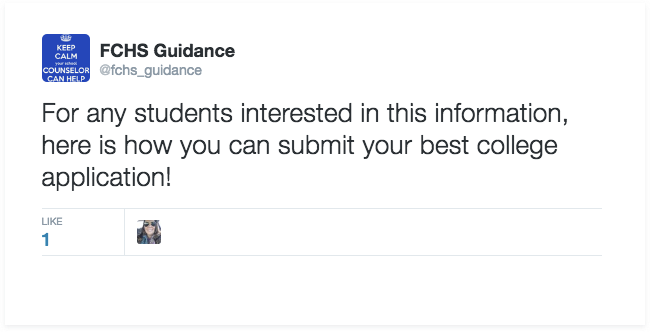 KEEP
CALM
your school
COUNSELOR
CAN HELP
FCHS Guidance
@fchs_guidance
For any students interested in this information,
here is how you can submit your best college
application!
LIKE
1